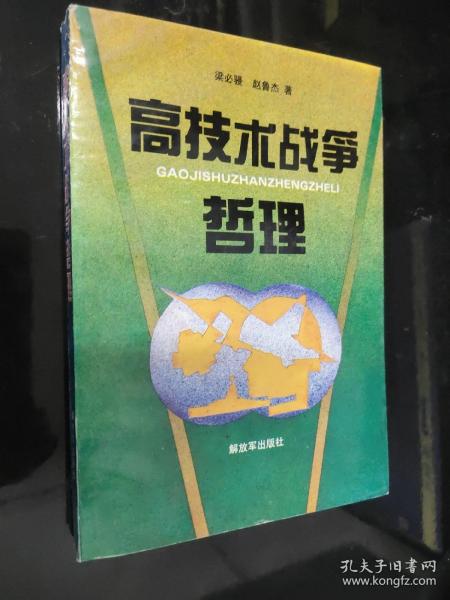 梁必骎 赵鲁杰 著
高技术战争
GAOJISHUZHANZHENGZHELI
哲理
解放军出版社
孔夫子旧书网
www.kongfz.com